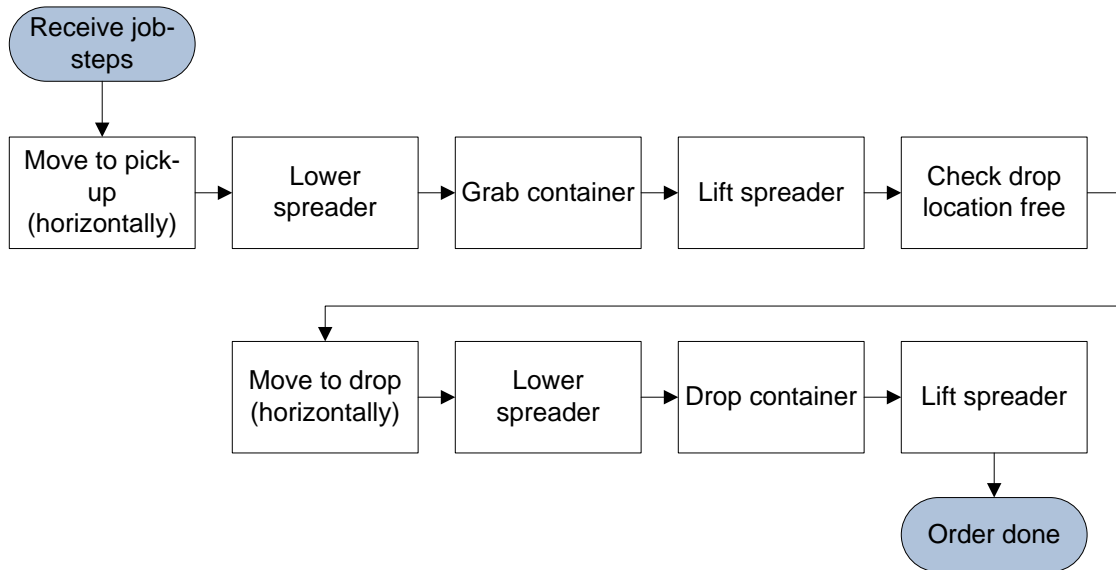 Receive job-
steps
Move to pick-
up
(horizontally)
Lower
spreader
Grab container
Lift spreader
Check drop
location free
Move to drop
(horizontally)
Lower
spreader
Drop container
Lift spreader
Order done